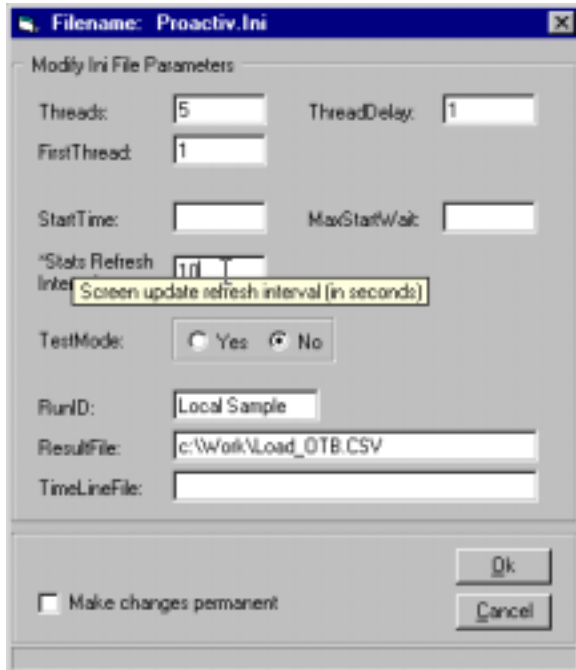 Filename: Proactiv.Ini
Modify Ini File Parameters
Threads: 5 ThreadDelay: 1
FirstThread: 1
StartTime: MaxStartWait:
*Stats Refresh
10
Screen update refresh interval (in seconds)
TestMode: Yes No
RunID: Local Sample
ResultFile: c:\Work\Load_OTB.CSV
TimeLineFile:
Ok
Make changes permanent
Cancel